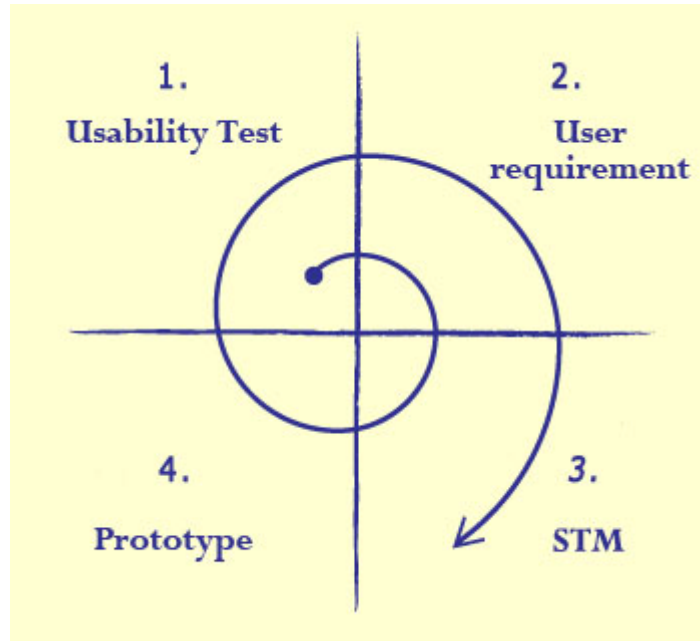 1.
Usability Test
2.
User
requirement
3.
STM
4.
Prototype